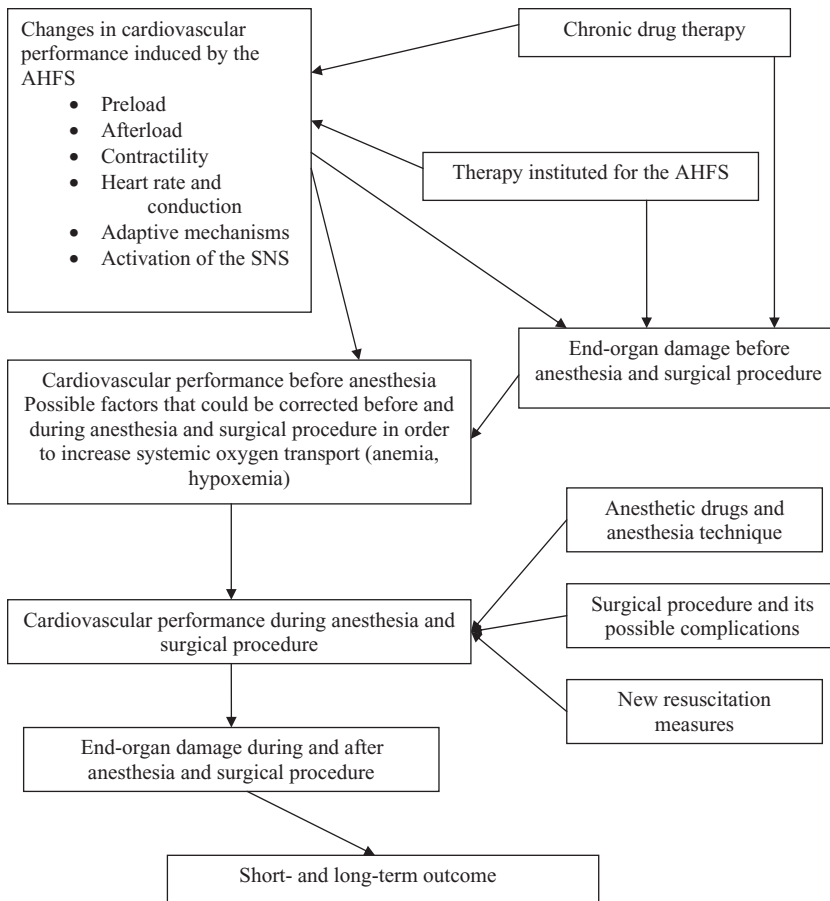 Changes in cardiovascular
performance induced by the
AHFS
• Preload
• Afterload
• Contractility
• Heart rate and
conduction
• Adaptive mechanisms
• Activation of the SNS
Chronic drug therapy
Therapy instituted for the AHFS
End-organ damage before
anesthesia and surgical procedure
Cardiovascular performance before anesthesia
Possible factors that could be corrected before and
during anesthesia and surgical procedure in order
to increase systemic oxygen transport (anemia,
hypoxemia)
Anesthetic drugs and
anesthesia technique
Surgical procedure and its
possible complications
New resuscitation
measures
Cardiovascular performance during anesthesia and
surgical procedure
End-organ damage during and after
anesthesia and surgical procedure
Short- and long-term outcome